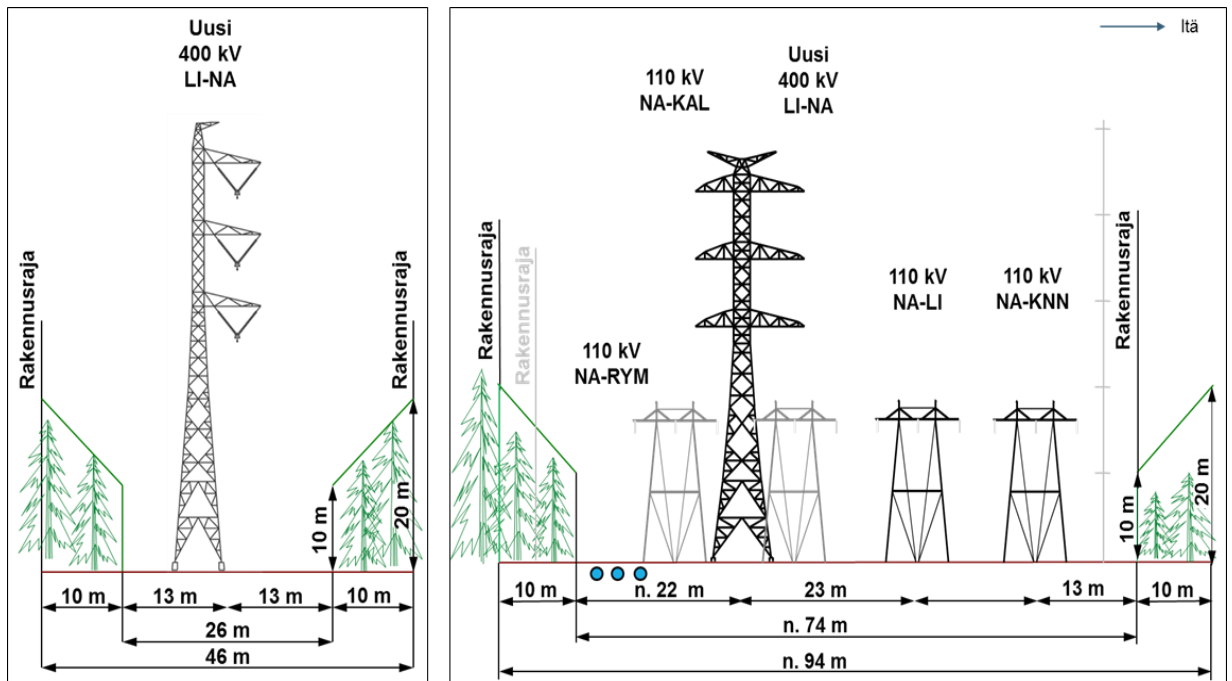 Uusi
400 kV
LI-NA
Rakennusraja
Rakennusraja
10 m
20 m
10 m
13 m
13 m
10 m
26 m
46 m
Itä
110 kV
NA-KAL
Uusi
400 kV
LI-NA
Rakennusraja
Rakennusraja
110 kV
NA-RYM
110 kV
NA-LI
110 kV
NA-KNN
Rakennusraja
10 m
20 m
10 m
n. 22 m
23 m
13 m
10 m
n. 74 m
n. 94 m